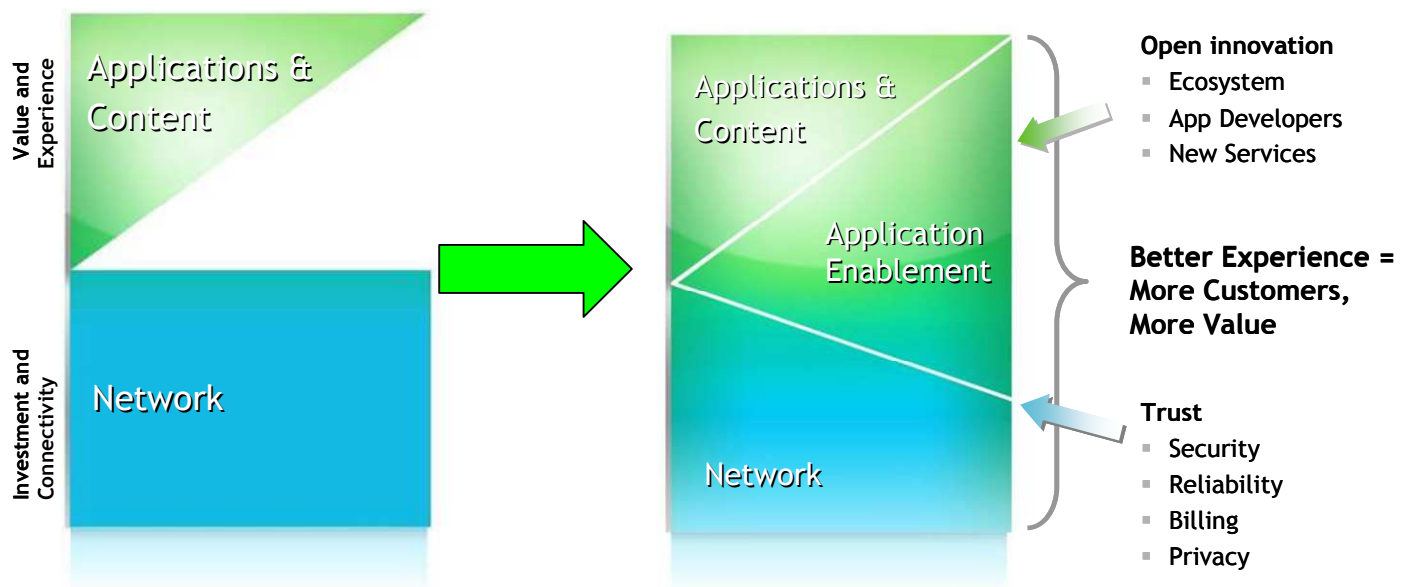 Value and
Experience
Applications &
Content
Investment and
Connectivity
Network
Applications &
Content
Application
Enablement
Network
Open innovation
Ecosystem
App Developers
New Services
Better Experience =
More Customers,
More Value
Trust
Security
Reliability
Billing
Privacy